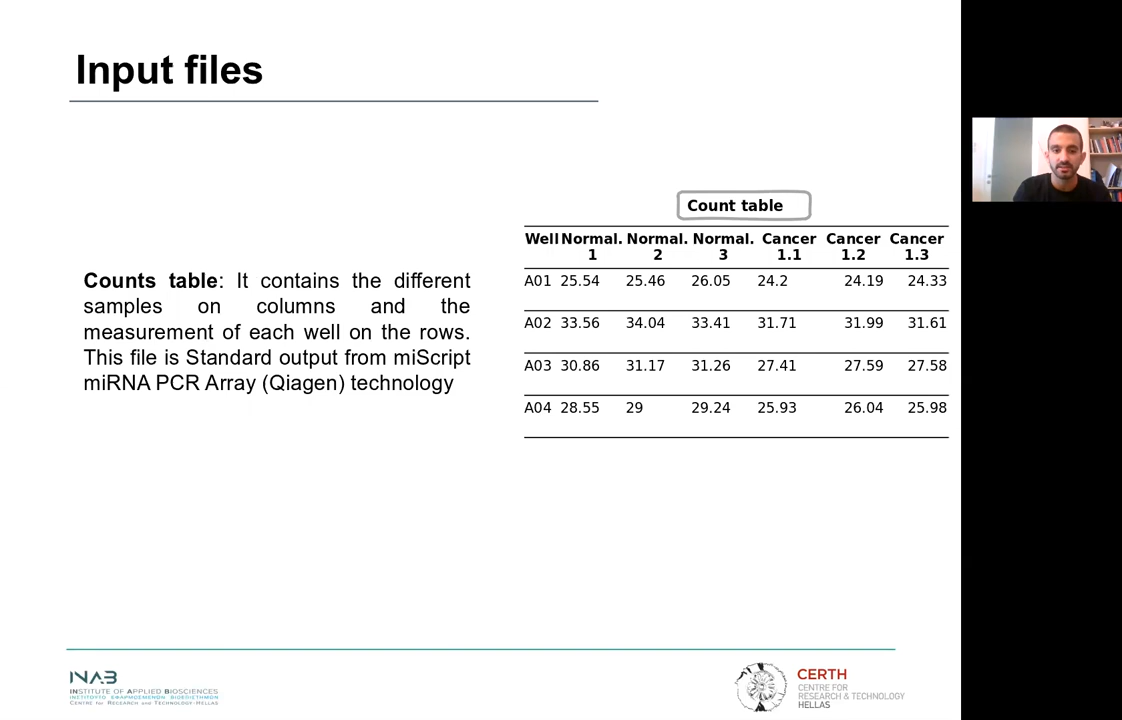 Input files
Counts table: It contains the different
samples on columns and the
measurement of each well on the rows.
This file is Standard output from miScript
miRNA PCR Array (Qiagen) technology
Count table
Well Normal. 1 Normal. 2 Normal. 3 Cancer 1.1 Cancer 1.2 Cancer 1.3
A01 25.54 25.46 26.05 24.2 24.19 24.33
A02 33.56 34.04 33.41 31.71 31.99 31.61
A03 30.86 31.17 31.26 27.41 27.59 27.58
A04 28.55 29 29.24 25.93 26.04 25.98
INAB
INSTITUTE OF APPLIED BIOSCIENCES
CENTRE FOR RESEARCH AND TECHNOLOGY-HELLAS
CERTH
CENTRE FOR
RESEARCH & TECHNOLOGY
HELLAS